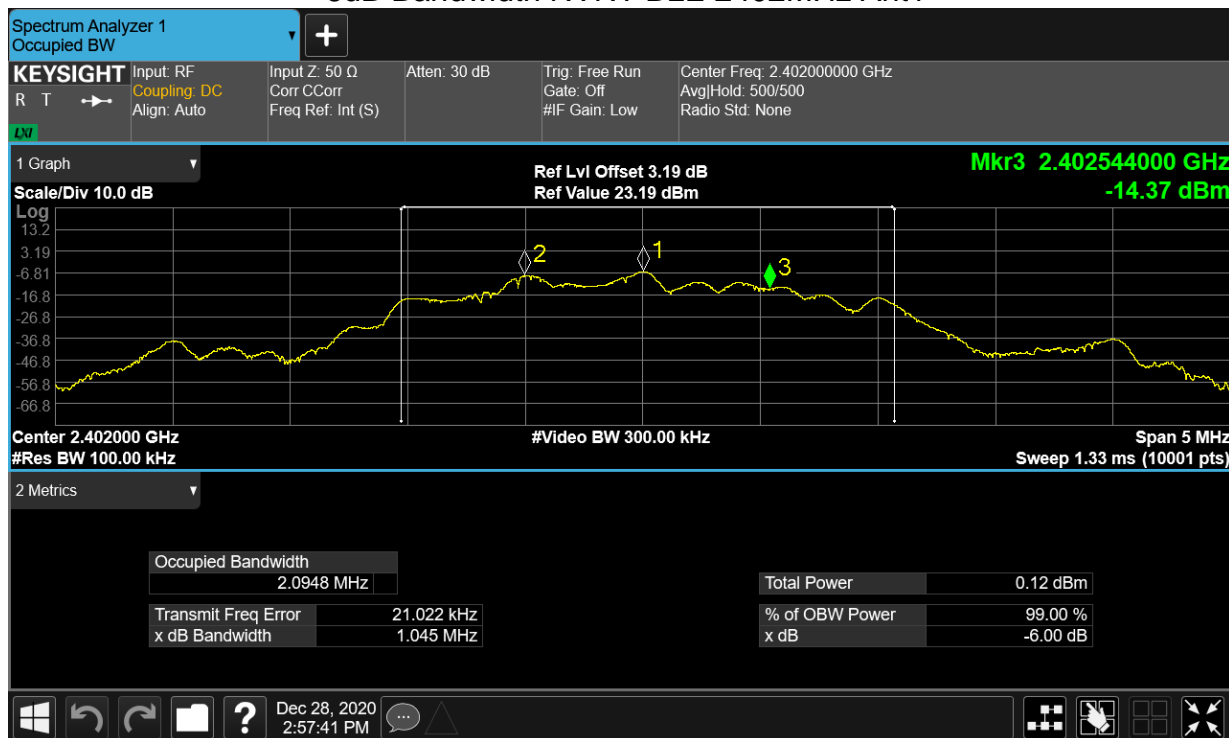 Spectrum Analyzer 1
Occupied BW
KEYSIGHT
R T
LXI
Input: RF
Coupling: DC
Align: Auto
Input Z: 50 Ω
Corr CCorr
Freq Ref: Int (S)
Atten: 30 dB
Trig: Free Run
Gate: Off
#IF Gain: Low
Center Freq: 2.402000000 GHz
Avg|Hold: 500/500
Radio Std: None
1 Graph
Scale/Div 10.0 dB
Ref Lvl Offset 3.19 dB
Ref Value 23.19 dBm
Mkr3 2.402544000 GHz
-14.37 dBm
Log
13.2
3.19
-6.81
-16.8
-26.8
-36.8
-46.8
-56.8
-66.8
2
1
3
Center 2.402000 GHz
#Res BW 100.00 kHz
#Video BW 300.00 kHz
Span 5 MHz
Sweep 1.33 ms (10001 pts)
2 Metrics
Occupied Bandwidth
2.0948 MHz
Transmit Freq Error 21.022 kHz
x dB Bandwidth 1.045 MHz
Total Power 0.12 dBm
% of OBW Power 99.00 %
x dB -6.00 dB
Dec 28, 2020
2:57:41 PM